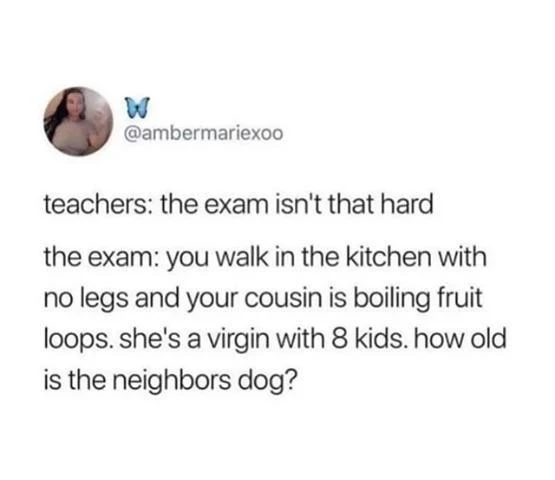 🦋
@ambermariexoo
teachers: the exam isn't that hard
the exam: you walk in the kitchen with
no legs and your cousin is boiling fruit
loops. she's a virgin with 8 kids. how old
is the neighbors dog?